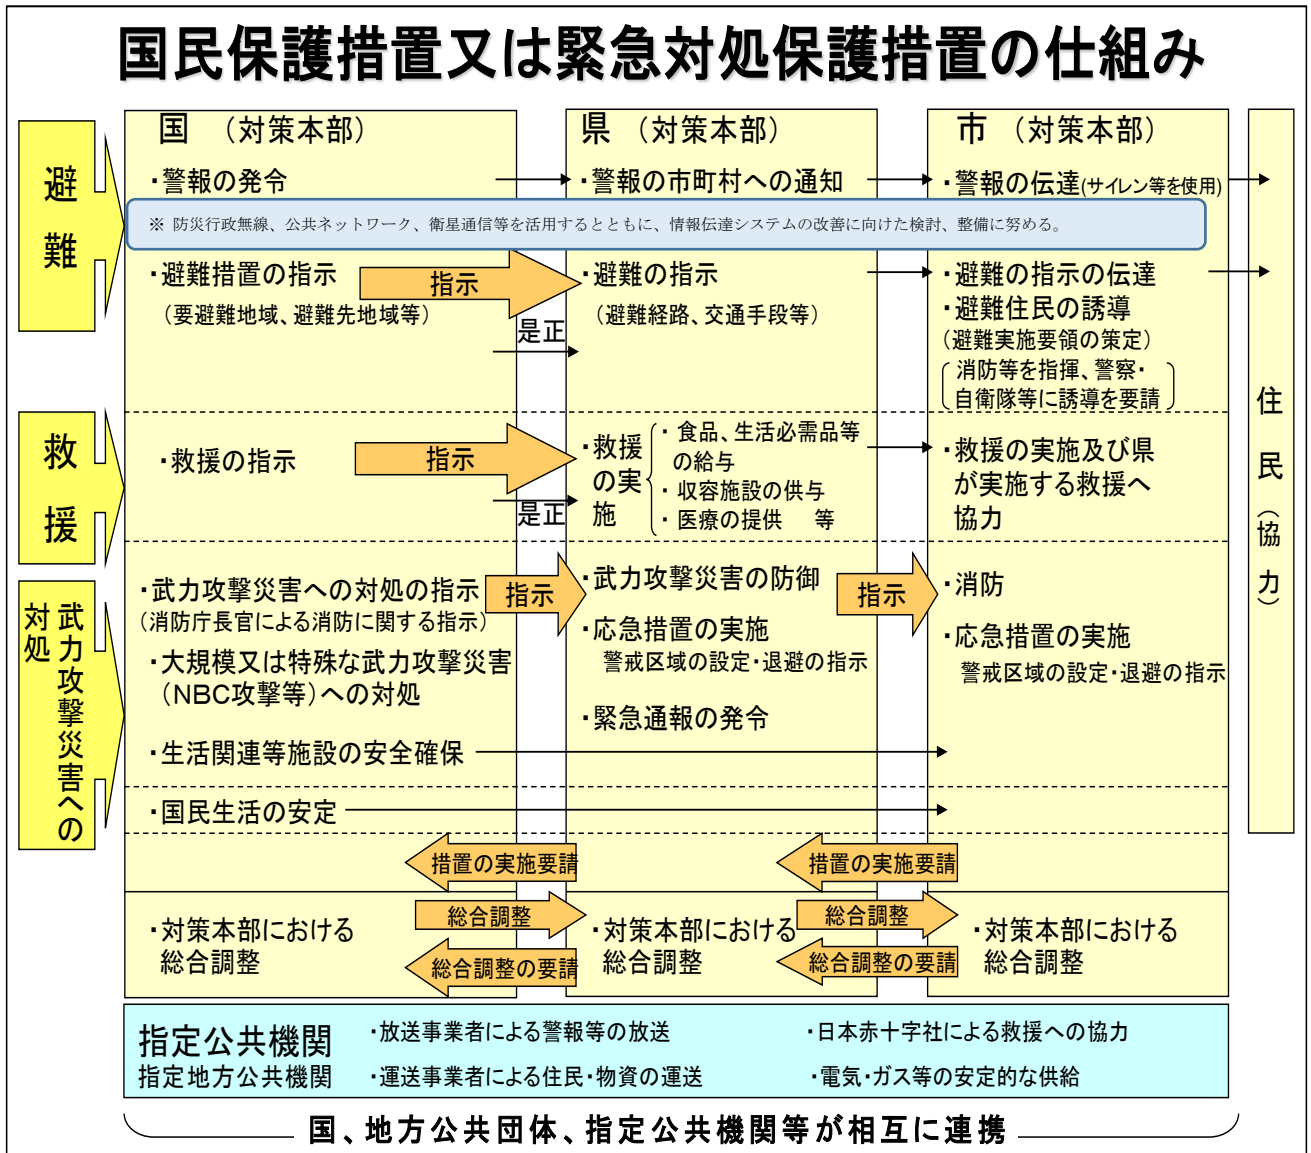 国民保護措置又は緊急対処保護措置の仕組み
避難
国 （対策本部）
・警報の発令
県 （対策本部）
・警報の市町村への通知
市 （対策本部）
・警報の伝達(サイレン等を使用)
※ 防災行政無線、公共ネットワーク、衛星通信等を活用するとともに、情報伝達システムの改善に向けた検討、整備に努める。
・避難措置の指示
（要避難地域、避難先地域等）
指示
是正
・避難の指示
（避難経路、交通手段等）
・避難の指示の伝達
・避難住民の誘導
（避難実施要領の策定）
消防等を指揮、警察・
自衛隊等に誘導を要請
住民（協力）
救援
・救援の指示
指示
是正
・救援
の実
施
・食品、生活必需品等
の給与
・収容施設の供与
・医療の提供 等
・救援の実施及び県
が実施する救援へ
協力
武力攻撃災害への
対処
・武力攻撃災害への対処の指示
（消防庁長官による消防に関する指示）
・大規模又は特殊な武力攻撃災害
（NBC攻撃等）への対処
・生活関連等施設の安全確保
指示
・武力攻撃災害の防御
・応急措置の実施
警戒区域の設定・退避の指示
・緊急通報の発令
指示
・消防
・応急措置の実施
警戒区域の設定・退避の指示
・国民生活の安定
措置の実施要請
措置の実施要請
・対策本部における
総合調整
総合調整
総合調整の要請
・対策本部における
総合調整
総合調整
総合調整の要請
・対策本部における
総合調整
指定公共機関
指定地方公共機関
・放送事業者による警報等の放送
・日本赤十字社による救援への協力
・運送事業者による住民・物資の運送
・電気・ガス等の安定的な供給
国、地方公共団体、指定公共機関等が相互に連携